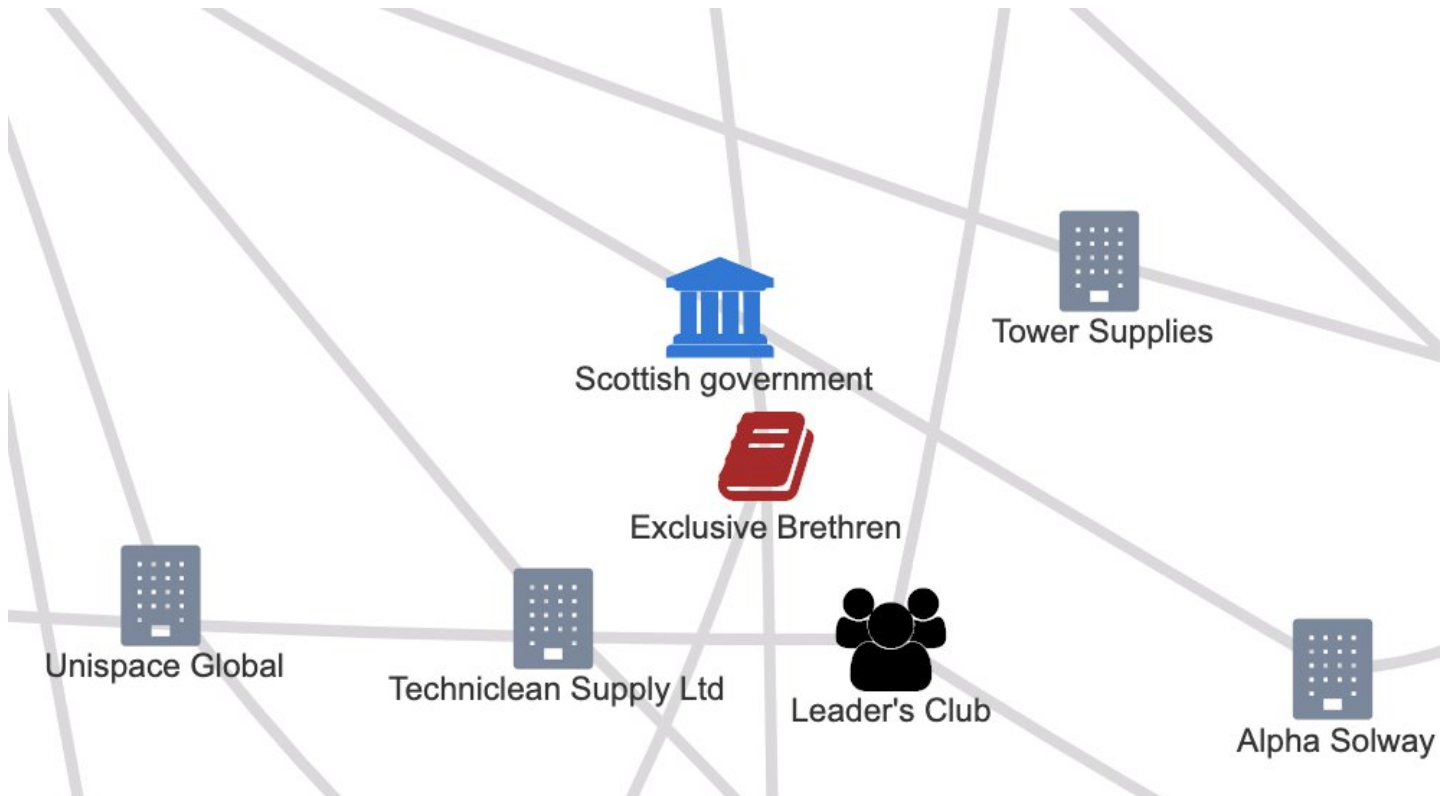 Tower Supplies
Scottish government
Exclusive Brethren
Unispace Global
Techniclean Supply Ltd
Leader's Club
Alpha Solway